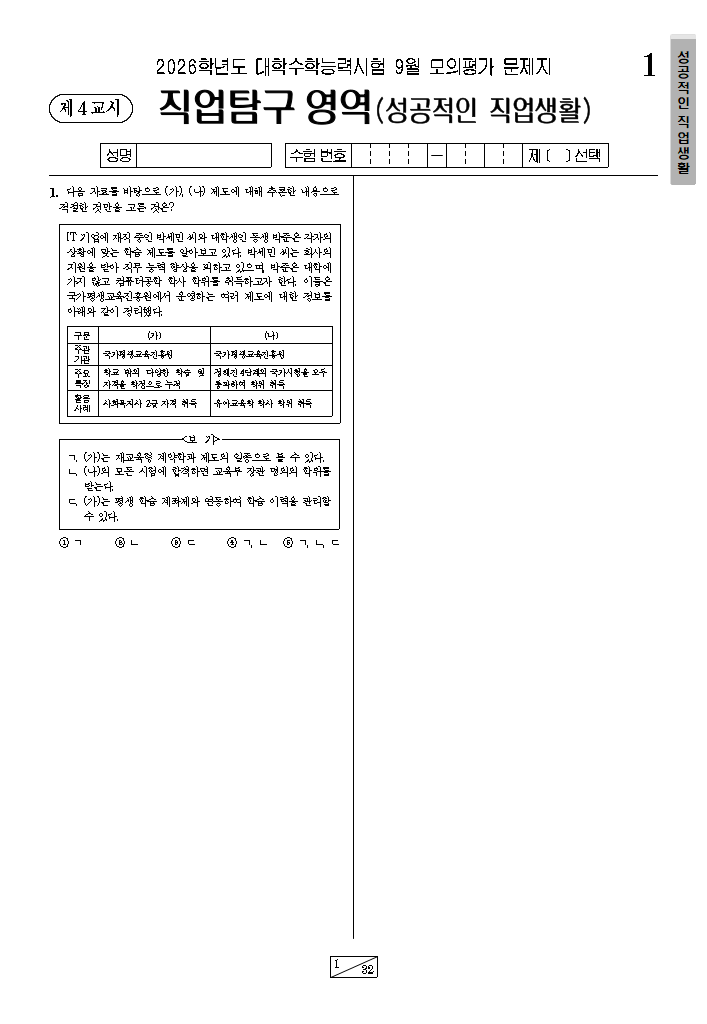 2026학년도 대학수학능력시험 9월 모의평가 문제지
1
성공적인 직업생활
제4교시
직업탐구 영역(성공적인 직업생활)
성명
수험 번호
제 ( ) 선택
1. 다음 자료를 바탕으로 (가), (나) 제도에 대해 추론한 내용으로
적절한 것만을 고른 것은?
IT 기업에 재직 중인 박세민 씨와 대학생인 동생 박준은 각자의
상황에 맞는 학습 제도를 알아보고 있다. 박세민 씨는 회사의
지원을 받아 직무 능력 향상을 꾀하고 있으며, 박준은 대학에
가지 않고 컴퓨터공학 학사 학위를 취득하고자 한다. 이들은
국가평생교육진흥원에서 운영하는 여러 제도에 대한 정보를
아래와 같이 정리했다.
구분 (가) (나)
주관 기관 국가평생교육진흥원 국가평생교육진흥원
주요 특징 학교 밖의 다양한 학습 및 자격을 학점으로 누적 정해진 4단계의 국가시험을 모두 통과하여 학위 취득
활용 사례 사회복지사 2급 자격 취득 유아교육학 학사 학위 취득
<보 기>
ㄱ. (가)는 재교육형 계약학과 제도의 일종으로 볼 수 있다.
ㄴ. (나)의 모든 시험에 합격하면 교육부 장관 명의의 학위를
받는다.
ㄷ. (가)는 평생 학습 계좌제와 연동하여 학습 이력을 관리할
수 있다.
① ㄱ ② ㄴ ③ ㄷ ④ ㄱ, ㄴ ⑤ ㄱ, ㄴ, ㄷ
1
32